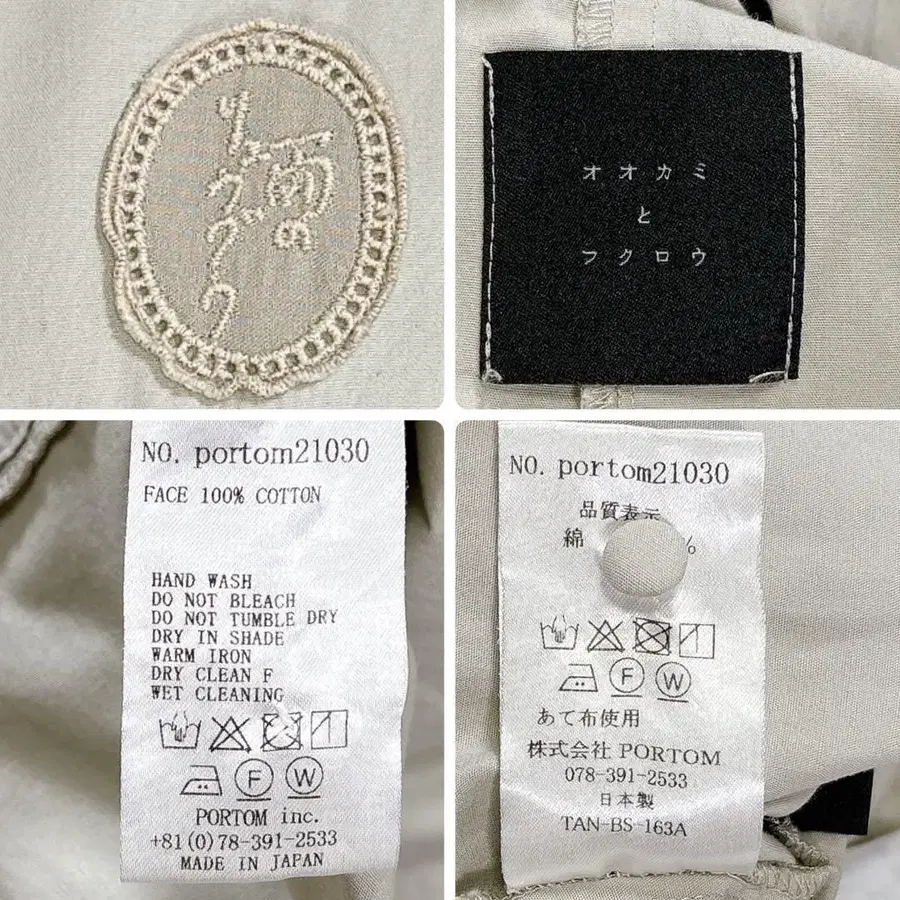 オオカミ
と
フクロウ
NO. portom21030
FACE 100% COTTON
HAND WASH
DO NOT BLEACH
DO NOT TUMBLE DRY
DRY IN SHADE
WARM IRON
DRY CLEAN F
WET CLEANING
F W
PORTOM inc.
+81(0)78-391-2533
MADE IN JAPAN
NO. portom21030
品質表示
綿 %
F W
あて布使用
株式会社 PORTOM
078-391-2533
日本製
TAN-BS-163A